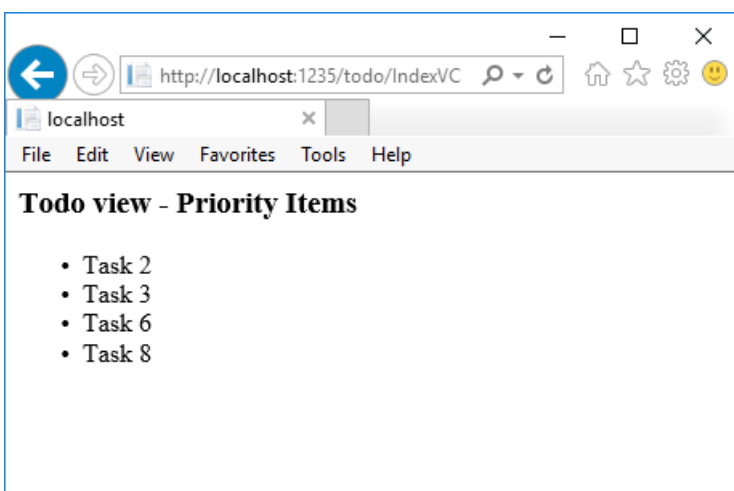 http://localhost:1235/todo/IndexVC
localhost
File Edit View Favorites Tools Help
Todo view - Priority Items
• Task 2
• Task 3
• Task 6
• Task 8